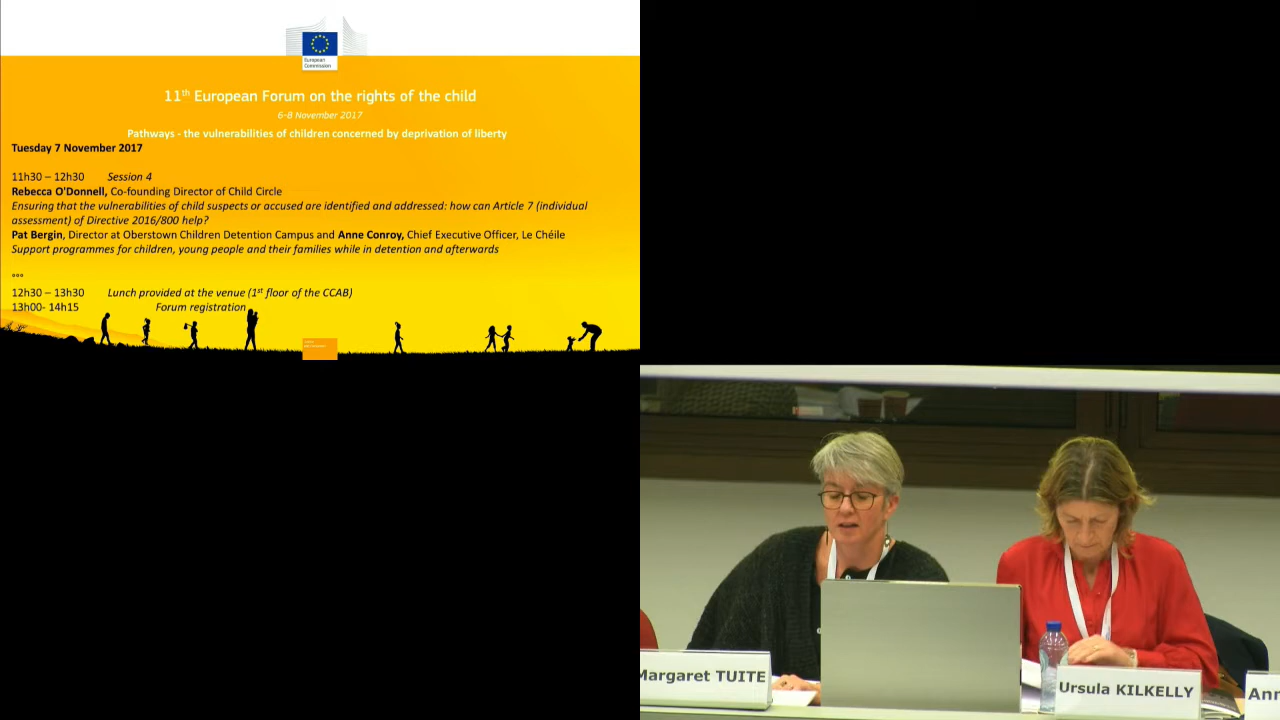 European
Commission
11th European Forum on the rights of the child
6-8 November 2017
Pathways - the vulnerabilities of children concerned by deprivation of liberty
Tuesday 7 November 2017
11h30 – 12h30 Session 4
Rebecca O'Donnell, Co-founding Director of Child Circle
Ensuring that the vulnerabilities of child suspects or accused are identified and addressed: how can Article 7 (individual
assessment) of Directive 2016/800 help?
Pat Bergin, Director at Oberstown Children Detention Campus and Anne Conroy, Chief Executive Officer, Le Chéile
Support programmes for children, young people and their families while in detention and afterwards
°°°
12h30 – 13h30 Lunch provided at the venue (1st floor of the CCAB)
13h00- 14h15 Forum registration
Margaret TUITE
Ursula KILKELLY
Ann